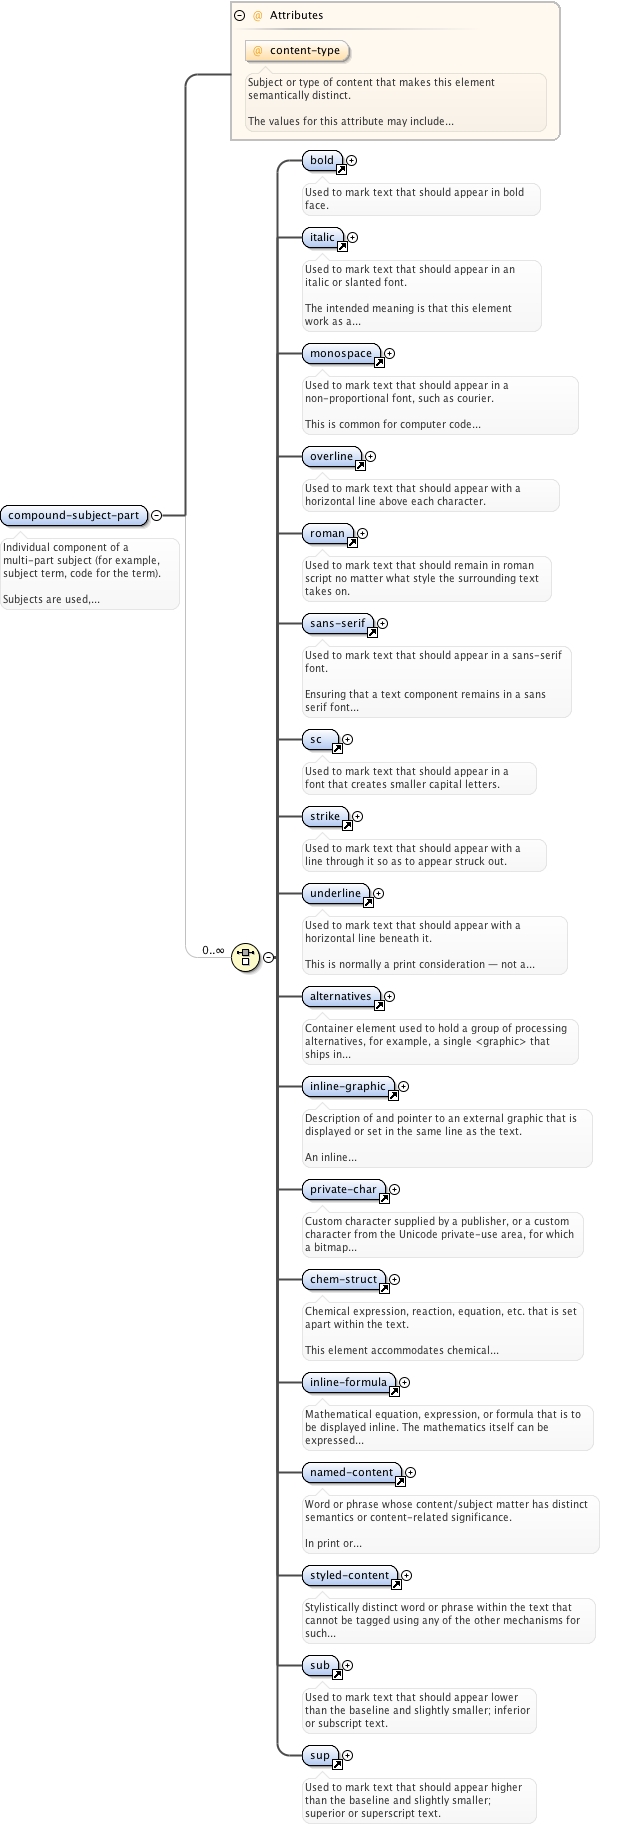 Attributes
@ content-type
Subject or type of content that makes this element
semantically distinct.
The values for this attribute may include...
bold
Used to mark text that should appear in bold
face.
italic
Used to mark text that should appear in an
italic or slanted font.
The intended meaning is that this element
work as a...
monospace
Used to mark text that should appear in a
non-proportional font, such as courier.
This is common for computer code...
overline
Used to mark text that should appear with a
horizontal line above each character.
compound-subject-part
Individual component of a
multi-part subject (for example,
subject term, code for the term).
Subjects are used,...
roman
Used to mark text that should remain in roman
script no matter what style the surrounding text
takes on.
sans-serif
Used to mark text that should appear in a sans-serif
font.
Ensuring that a text component remains in a sans
serif font...
sc
Used to mark text that should appear in a
font that creates smaller capital letters.
strike
Used to mark text that should appear with a
line through it so as to appear struck out.
underline
Used to mark text that should appear with a
horizontal line beneath it.
This is normally a print consideration — not a...
0..∞
alternatives
Container element used to hold a group of processing
alternatives, for example, a single <graphic> that
ships in...
inline-graphic
Description of and pointer to an external graphic that is
displayed or set in the same line as the text.
An inline...
private-char
Custom character supplied by a publisher, or a custom
character from the Unicode private-use area, for which
a bitmap...
chem-struct
Chemical expression, reaction, equation, etc. that is set
apart within the text.
This element accommodates chemical...
inline-formula
Mathematical equation, expression, or formula that is to
be displayed inline. The mathematics itself can be
expressed...
named-content
Word or phrase whose content/subject matter has distinct
semantics or content-related significance.
In print or...
styled-content
Stylistically distinct word or phrase within the text that
cannot be tagged using any of the other mechanisms for
such...
sub
Used to mark text that should appear lower
than the baseline and slightly smaller; inferior
or subscript text.
sup
Used to mark text that should appear higher
than the baseline and slightly smaller;
superior or superscript text.